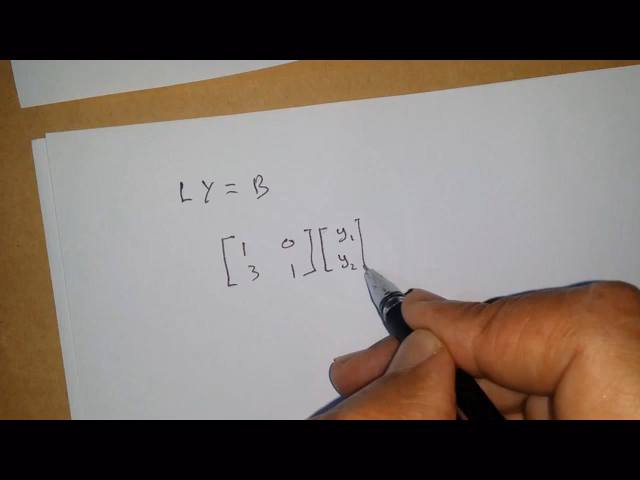 LY = B
[1 0] [y₁]
[3 1] [y₂]